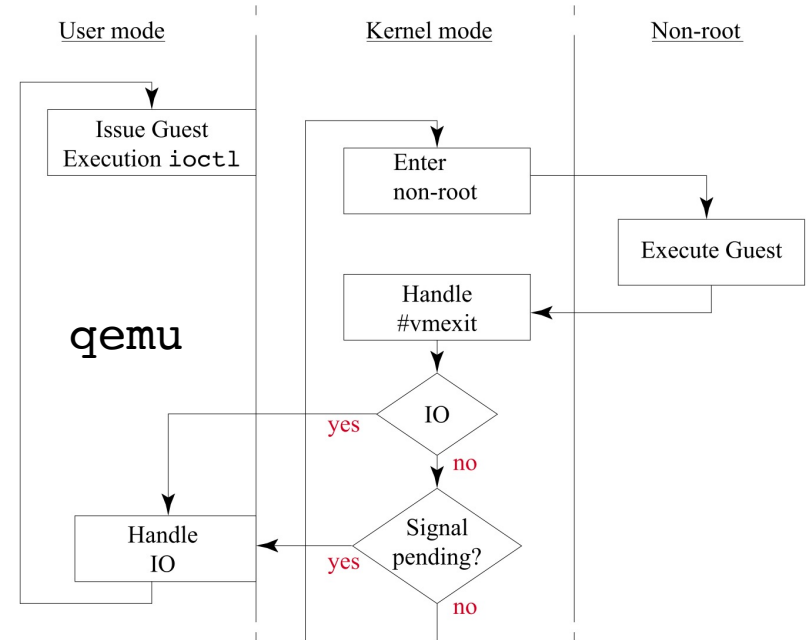 User mode
Kernel mode
Non-root
Issue Guest
Execution ioctl
Enter
non-root
Execute Guest
Handle
#vmexit
qemu
IO
yes
no
Signal
pending?
Handle
IO
yes
no